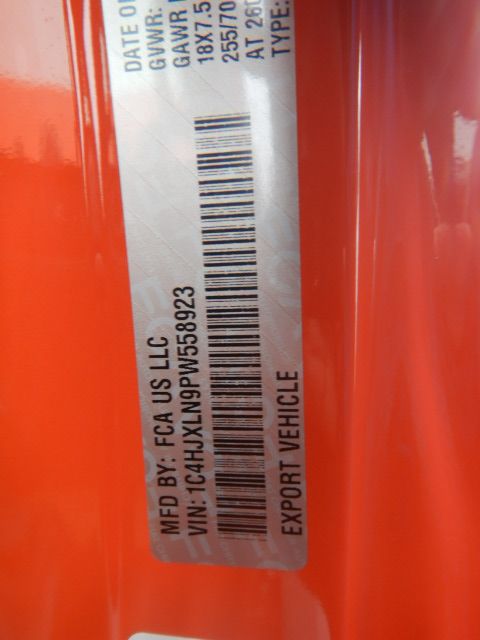 DATE OF
GVWR:
GAWR
18X7.5
255/70
AT 260
TYPE:
MFD BY: FCA US LLC
VIN: 1C4HJXLN9PW558923
EXPORT VEHICLE